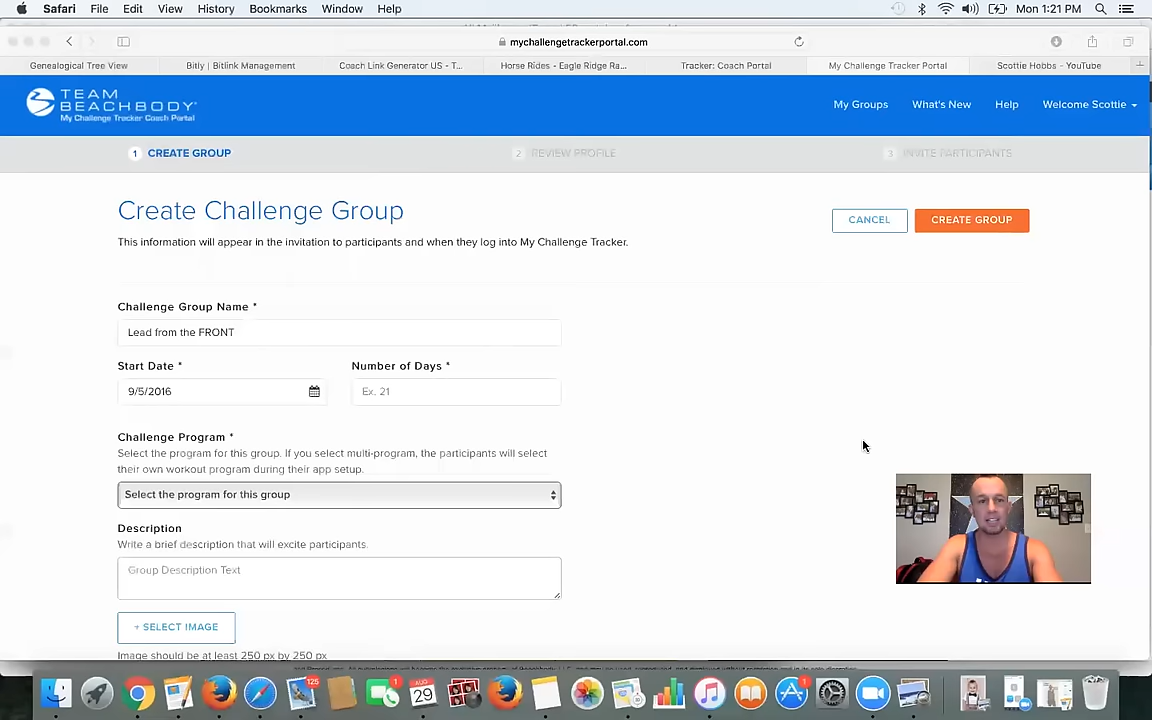 Safari File Edit View History Bookmarks Window Help Mon 1:21 PM
mychallengetrackerportal.com
Genealogical Tree View Bitly | Bitlink Management Coach Link Generator US - T... Horse Rides - Eagle Ridge Ra... Tracker: Coach Portal My Challenge Tracker Portal Scottie Hobbs - YouTube
TEAM
BEACHBODY
My Challenge Tracker Coach Portal
My Groups What's New Help Welcome Scottie
1 CREATE GROUP 2 REVIEW PROFILE 3 INVITE PARTICIPANTS
Create Challenge Group
CANCEL CREATE GROUP
This information will appear in the invitation to participants and when they log into My Challenge Tracker.
Challenge Group Name *
Lead from the FRONT
Start Date * Number of Days *
9/5/2016 Ex. 21
Challenge Program *
Select the program for this group. If you select multi-program, the participants will select
their own workout program during their app setup.
Select the program for this group
Description
Write a brief description that will excite participants.
Group Description Text
+ SELECT IMAGE
Image should be at least 250 px by 250 px
125 1 AUG 29 1